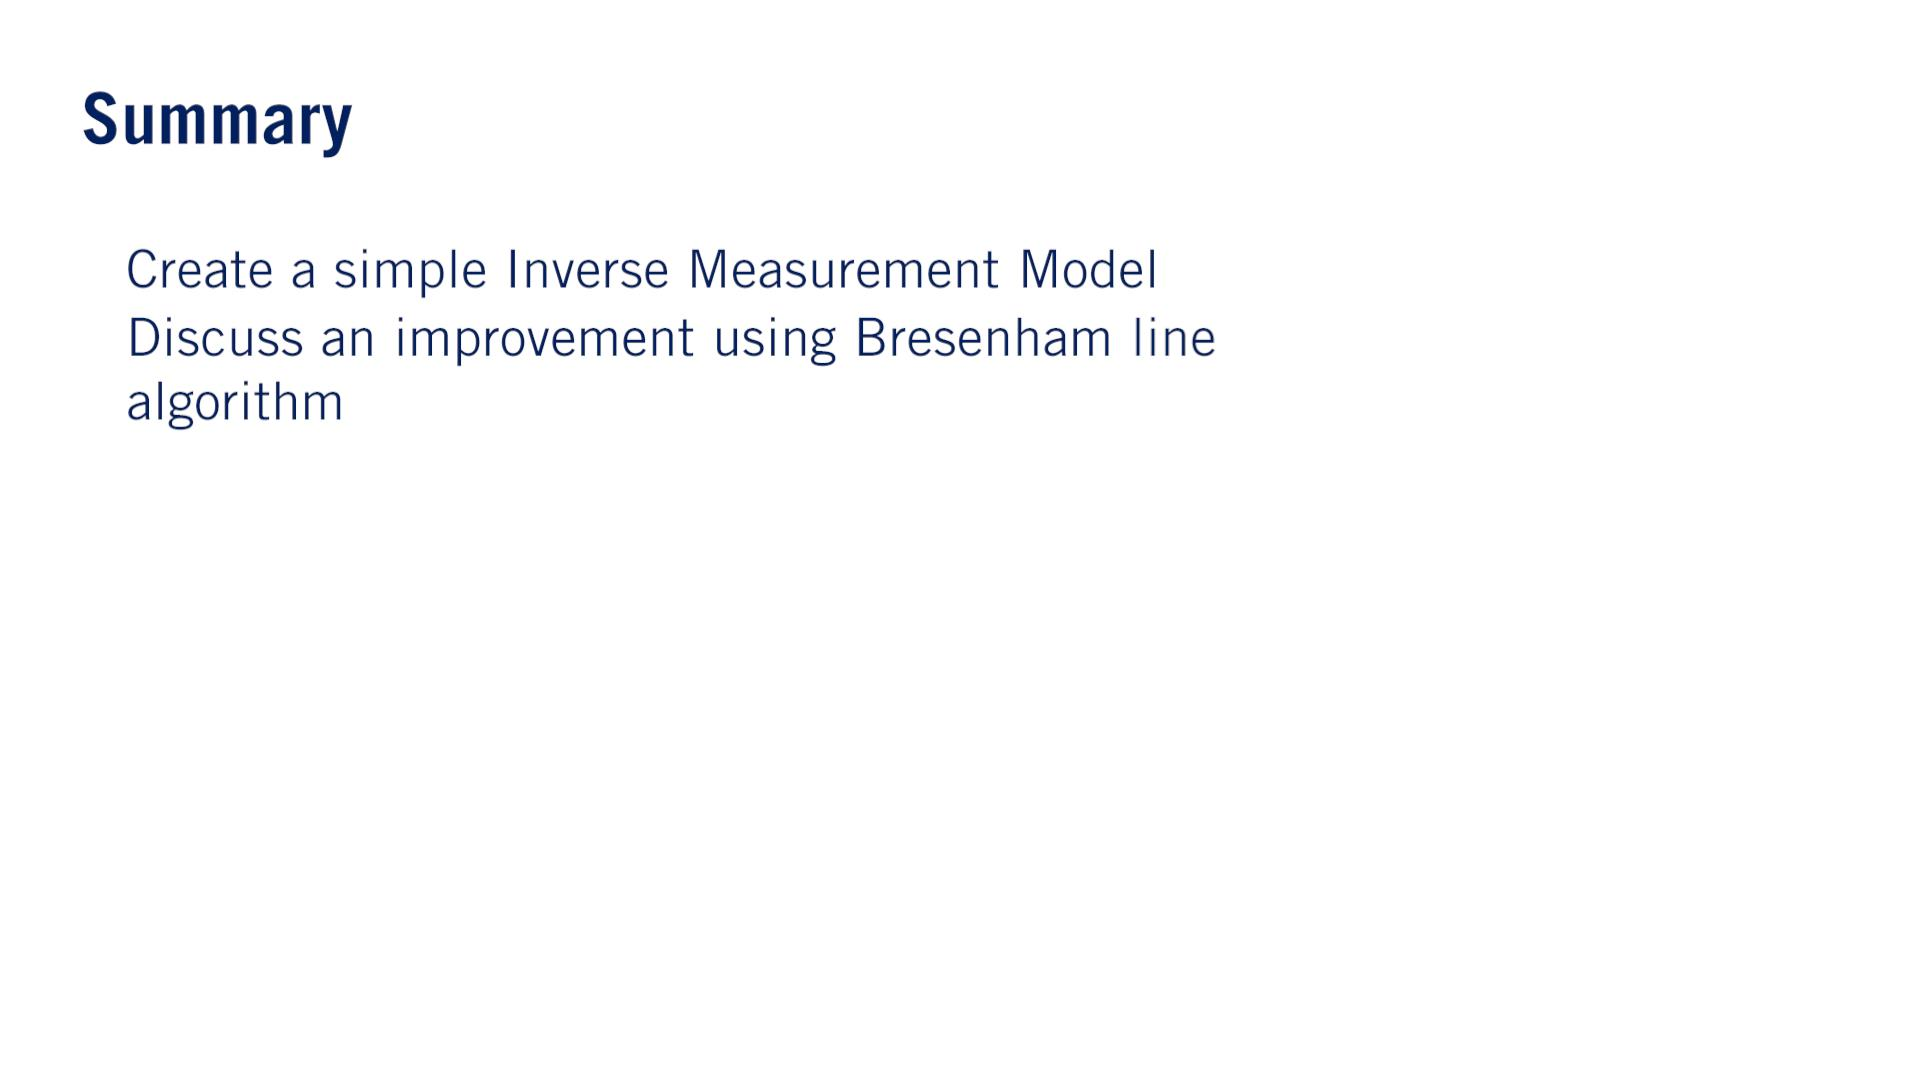 Summary
Create a simple Inverse Measurement Model
Discuss an improvement using Bresenham line
algorithm